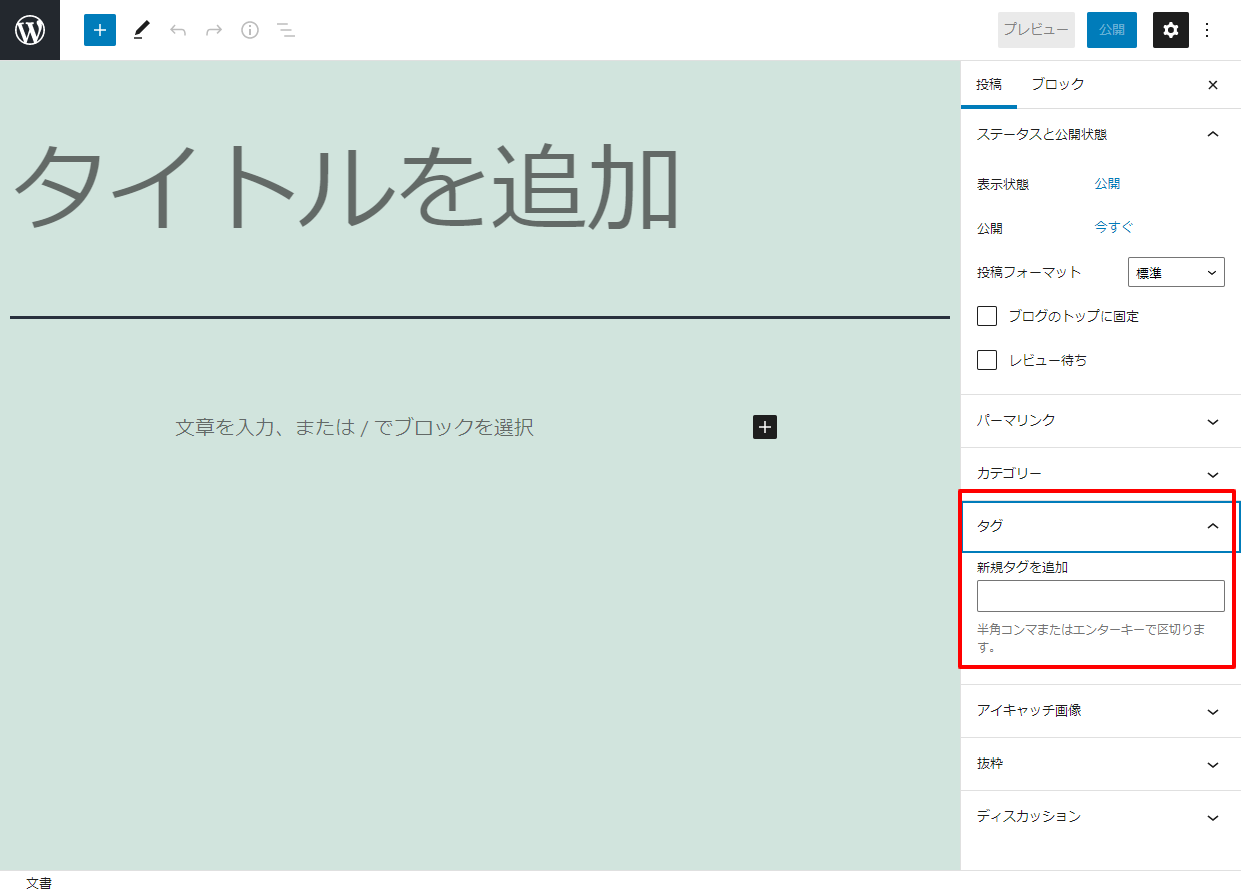 プレビュー
公開
投稿
ブロック
タイトルを追加
文章を入力、または / でブロックを選択
ステータスと公開状態
表示状態
公開
公開
今すぐ
投稿フォーマット
標準
ブログのトップに固定
レビュー待ち
パーマリンク
カテゴリー
タグ
新規タグを追加
半角コンマまたはエンターキーで区切りま
す。
アイキャッチ画像
抜粋
ディスカッション
文書